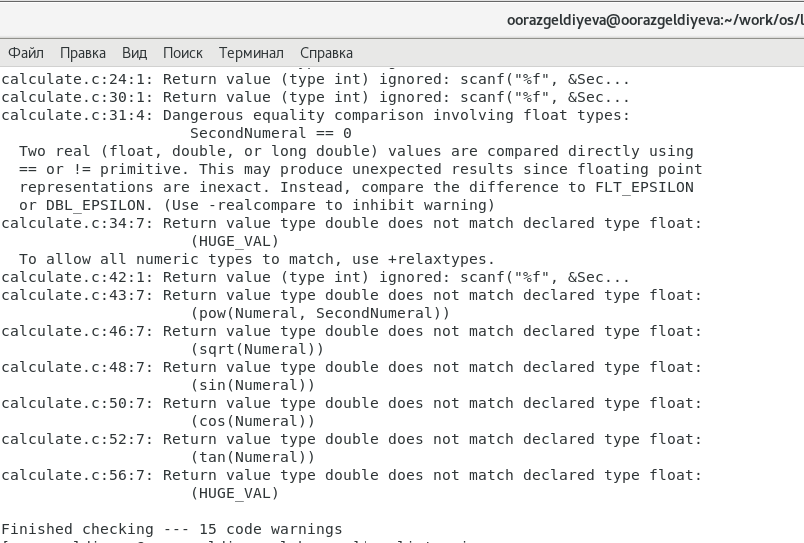 oorazgeldiyeva@oorazgeldiyeva:~/work/os/l
Файл Правка Вид Поиск Терминал Справка
calculate.c:24:1: Return value (type int) ignored: scanf("%f", &Sec...
calculate.c:30:1: Return value (type int) ignored: scanf("%f", &Sec...
calculate.c:31:4: Dangerous equality comparison involving float types:
SecondNumeral == 0
Two real (float, double, or long double) values are compared directly using
== or != primitive. This may produce unexpected results since floating point
representations are inexact. Instead, compare the difference to FLT_EPSILON
or DBL_EPSILON. (Use -realcompare to inhibit warning)
calculate.c:34:7: Return value type double does not match declared type float:
(HUGE_VAL)
To allow all numeric types to match, use +relaxtypes.
calculate.c:42:1: Return value (type int) ignored: scanf("%f", &Sec...
calculate.c:43:7: Return value type double does not match declared type float:
(pow(Numeral, SecondNumeral))
calculate.c:46:7: Return value type double does not match declared type float:
(sqrt(Numeral))
calculate.c:48:7: Return value type double does not match declared type float:
(sin(Numeral))
calculate.c:50:7: Return value type double does not match declared type float:
(cos(Numeral))
calculate.c:52:7: Return value type double does not match declared type float:
(tan(Numeral))
calculate.c:56:7: Return value type double does not match declared type float:
(HUGE_VAL)
Finished checking --- 15 code warnings